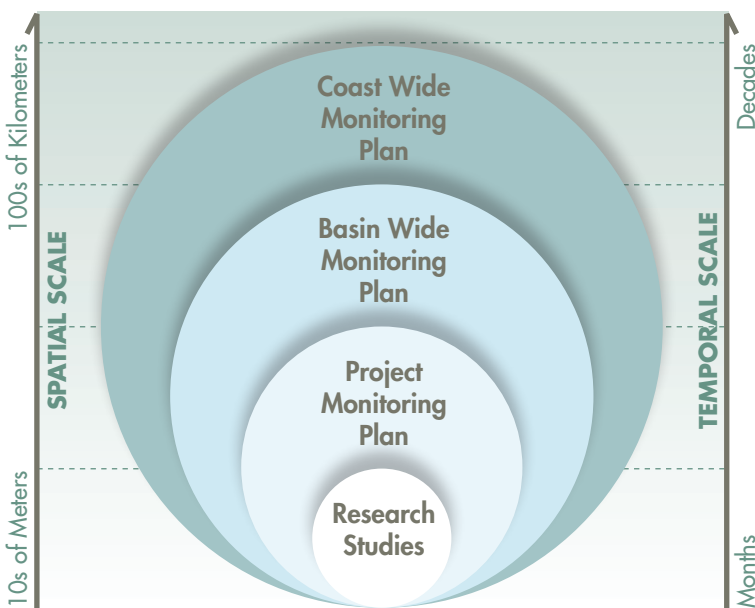 100s of Kilometers
10s of Meters
SPATIAL SCALE
Coast Wide
Monitoring
Plan
Basin Wide
Monitoring
Plan
Project
Monitoring
Plan
Research
Studies
TEMPORAL SCALE
Decades
Months